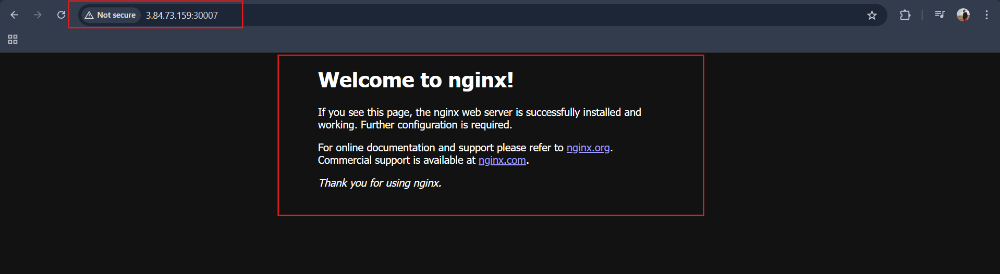 Not secure 3.84.73.159:30007
Welcome to nginx!
If you see this page, the nginx web server is successfully installed and
working. Further configuration is required.
For online documentation and support please refer to nginx.org.
Commercial support is available at nginx.com.
Thank you for using nginx.